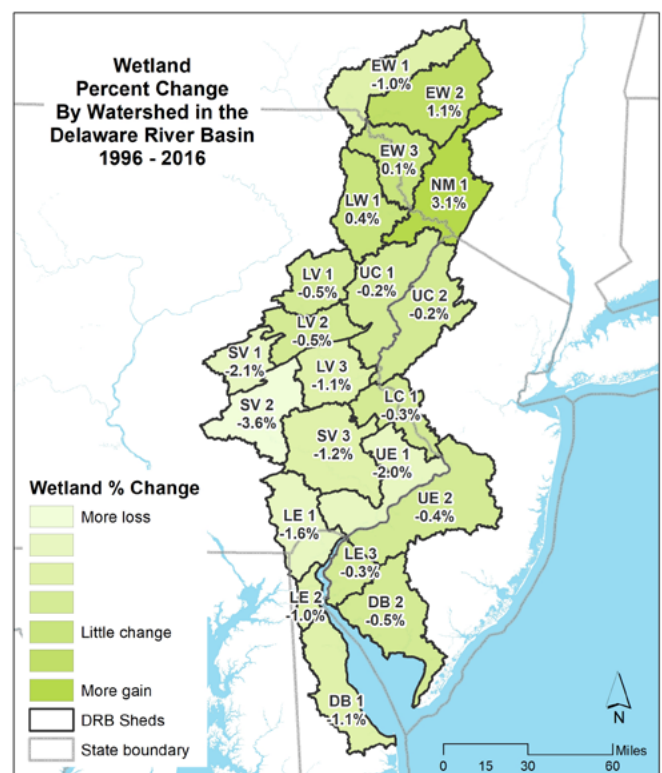 Wetland
Percent Change
By Watershed in the
Delaware River Basin
1996 - 2016
EW 1
-1.0%
EW 2
1.1%
EW 3
0.1%
NM 1
3.1%
LW 1
0.4%
LV 1
-0.5%
UC 1
-0.2%
UC 2
-0.2%
LV 2
-0.5%
SV 1
-2.1%
LV 3
-1.1%
LC 1
-0.3%
SV 2
-3.6%
SV 3
-1.2%
UE 1
-2.0%
UE 2
-0.4%
LE 1
-1.6%
LE 3
-0.3%
LE 2
-1.0%
DB 2
-0.5%
DB 1
-1.1%
Wetland % Change
More loss
Little change
More gain
DRB Sheds
State boundary
N
Miles
0 15 30 60